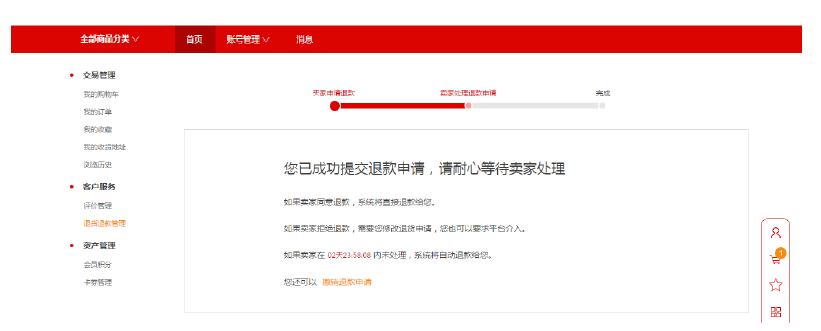 全部商品分类 首页 账号管理 消息
交易管理
我的购物车
我的订单
我的收藏
我的收货地址
浏览历史
客户服务
评价管理
退货退款管理
资产管理
会员积分
卡券管理
买家申请退款 卖家处理退款申请 完成
您已成功提交退款申请，请耐心等待卖家处理
如果卖家同意退款，系统将直接退款给您。
如果卖家拒绝退款，需要您修改退货申请，您也可以要求平台介入。
如果卖家在 02天23:58:08 内未处理，系统将自动退款给您。
您还可以 撤销退款申请
1